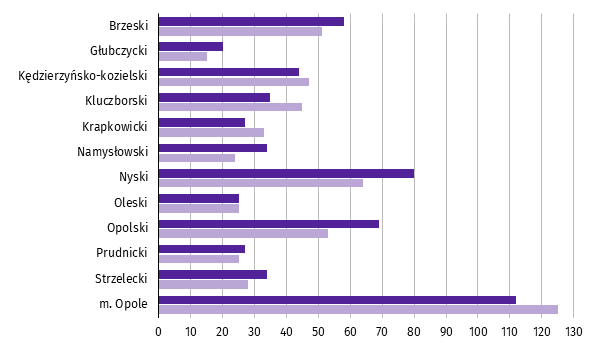 Brzeski
Głubczycki
Kędzierzyńsko-kozielski
Kluczborski
Krapkowicki
Namysłowski
Nyski
Oleski
Opolski
Prudnicki
Strzelecki
m. Opole
0 10 20 30 40 50 60 70 80 90 100 110 120 130